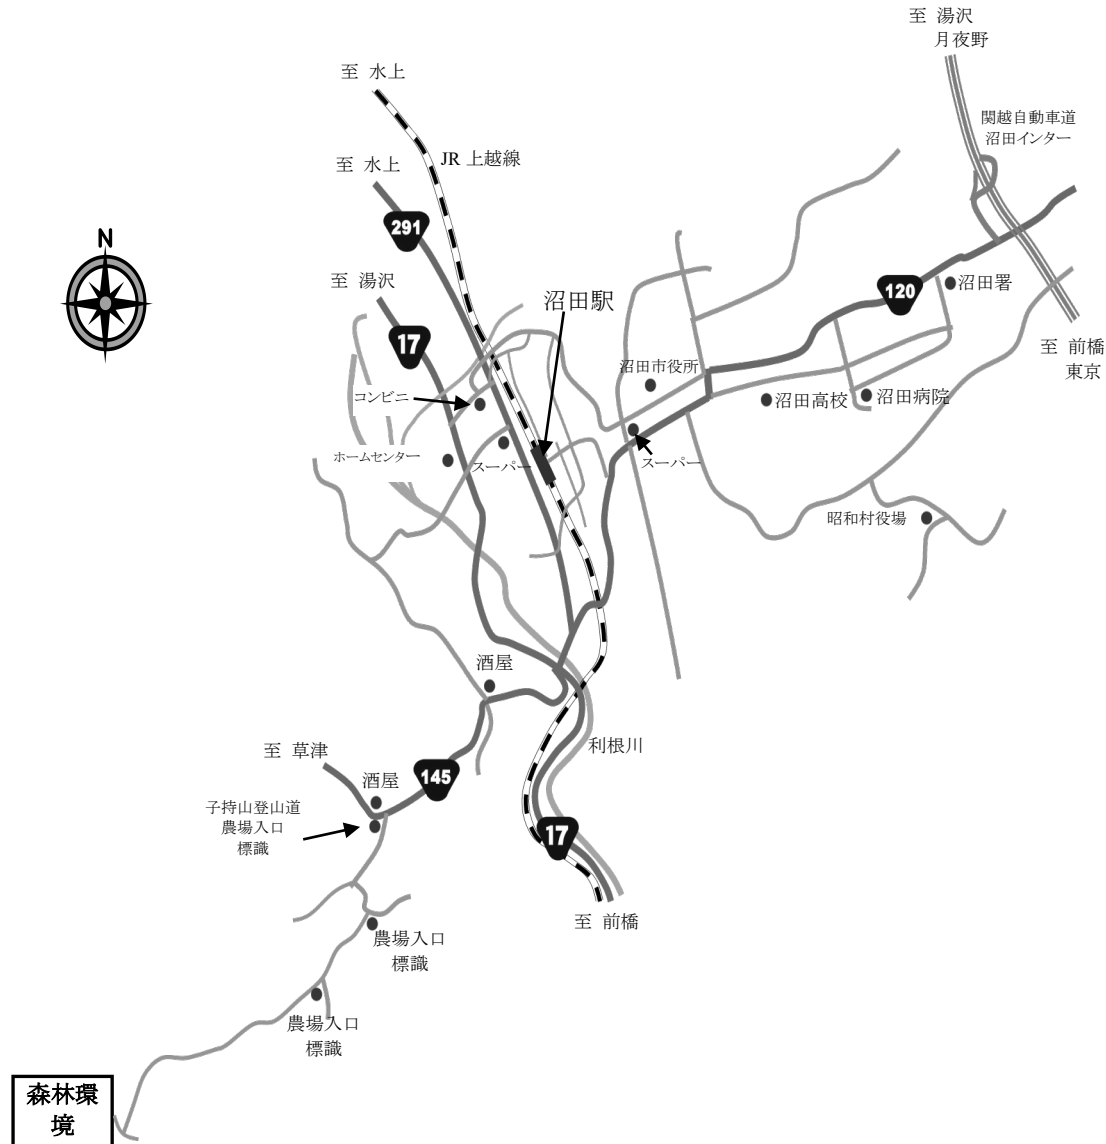 至 湯沢
月夜野
至 水上
関越自動車道
沼田インター
JR 上越線
至 水上
291
N
至 湯沢
沼田駅
120
沼田署
17
至 前橋
東京
沼田市役所
コンビニ
沼田高校
沼田病院
ホームセンター
スーパー
スーパー
昭和村役場
酒屋
利根川
至 草津
酒屋
145
子持山登山道
農場入口
標識
17
至 前橋
農場入口
標識
農場入口
標識
森林環
境